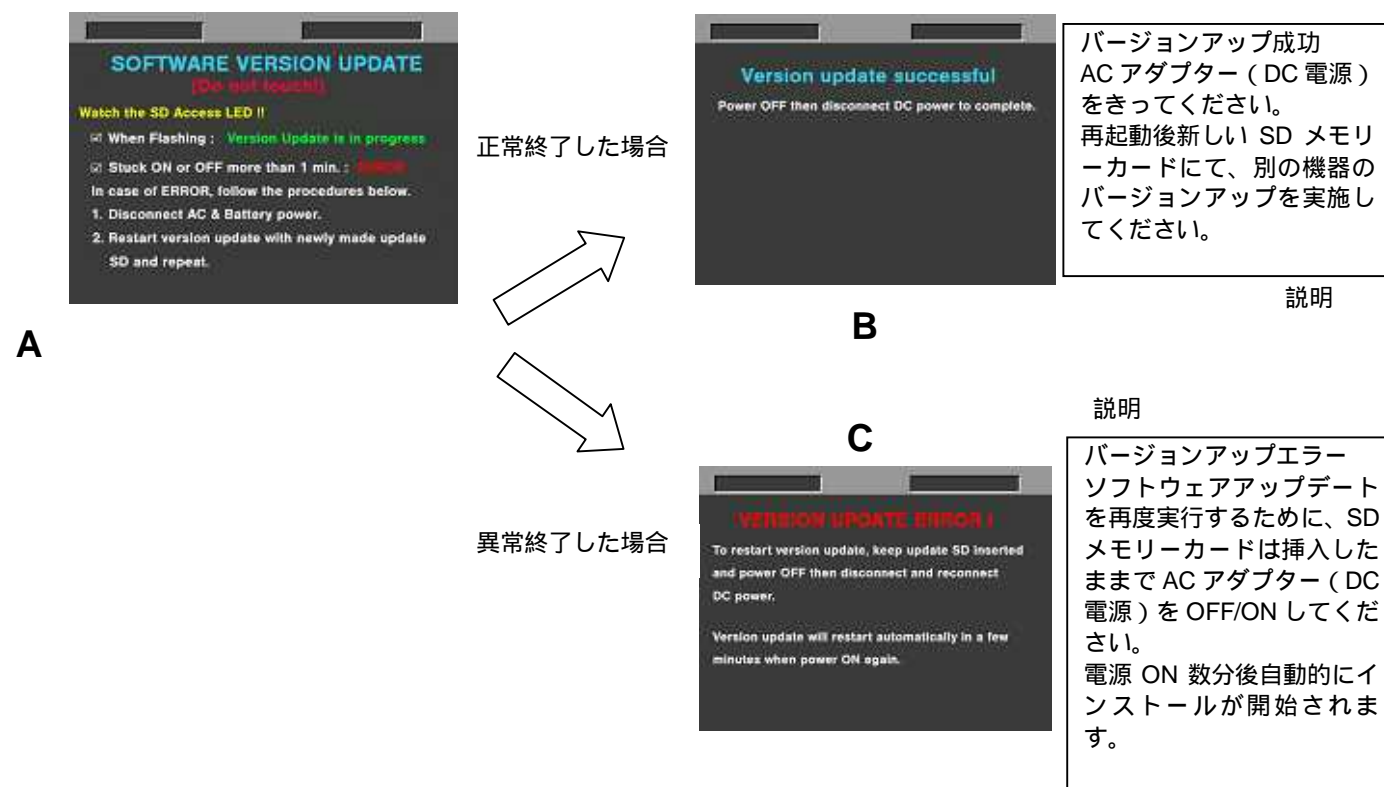 SOFTWARE VERSION UPDATE
(Do not touch!)
Watch the SD Access LED !!
☑ When Flashing : Version Update is in progress
☑ Stuck ON or OFF more than 1 min. : ERROR
In case of ERROR, follow the procedures below.
1. Disconnect AC & Battery power.
2. Restart version update with newly made update
SD and repeat.
A
正常終了した場合
Version update successful
Power OFF then disconnect DC power to complete.
B
バージョンアップ成功
AC アダプター（DC 電源）
をきってください。
再起動後新しい SD メモリ
ーカードにて、別の機器の
バージョンアップを実施し
てください。
説明
異常終了した場合
C
VERSION UPDATE ERROR !
To restart version update, keep update SD inserted
and power OFF then disconnect and reconnect
DC power.
Version update will restart automatically in a few
minutes when power ON again.
説明
バージョンアップエラー
ソフトウェアアップデート
を再度実行するために、SD
メモリーカードは挿入した
ままで AC アダプター（DC
電源）を OFF/ON してくだ
さい。
電源 ON 数分後自動的にイ
ンストールが開始されま
す。